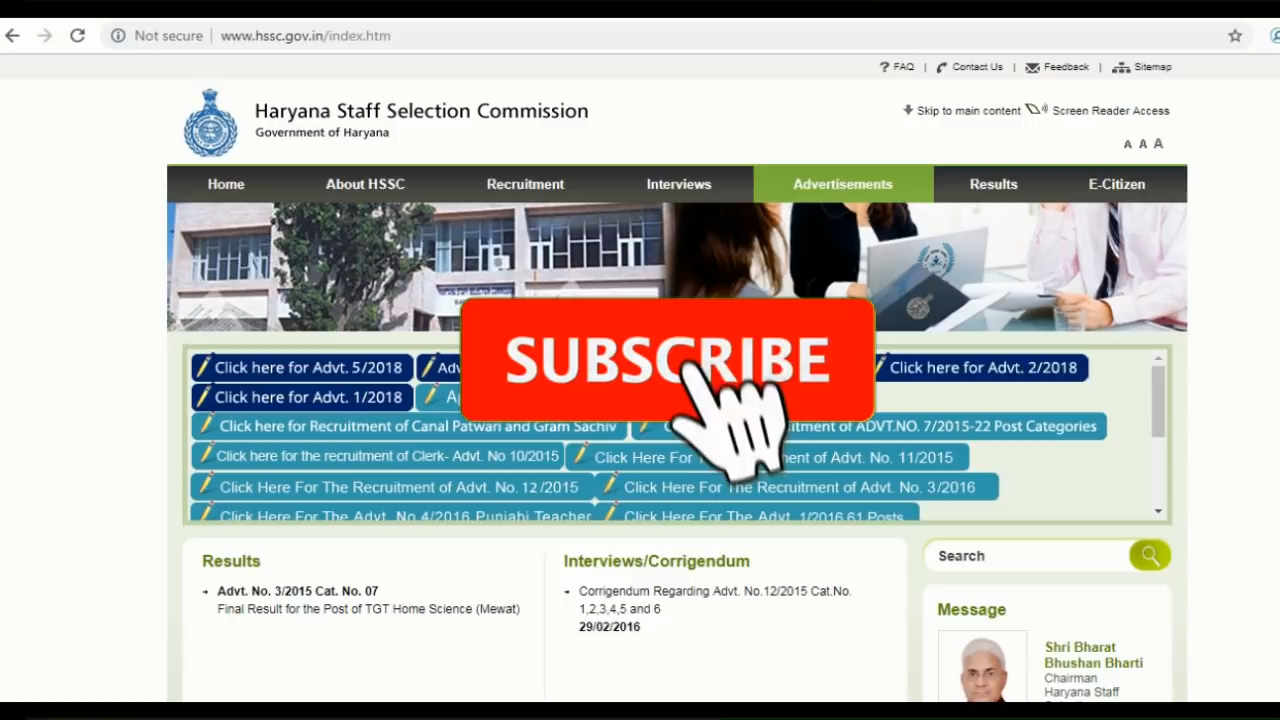 Not secure | www.hssc.gov.in/index.htm
? FAQ | Contact Us | Feedback | Sitemap
Haryana Staff Selection Commission
Government of Haryana
Skip to main content Screen Reader Access
A A A
Home About HSSC Recruitment Interviews Advertisements Results E-Citizen
SUBSCRIBE
Click here for Advt. 5/2018 Click here for Advt. 2/2018
Click here for Advt. 1/2018
Click here for Recruitment of Canal Patwari and Gram Sachiv of ADVT.NO. 7/2015-22 Post Categories
Click here for the recruitment of Clerk- Advt. No 10/2015 Click Here For of Advt. No. 11/2015
Click Here For The Recruitment of Advt. No. 12/2015 Click Here For The Recruitment of Advt. No. 3/2016
Click Here For The Advt. No.4/2016 Punjabi Teacher Click Here For The Advt. 1/2016 61 Posts
Results Interviews/Corrigendum Search
Advt. No. 3/2015 Cat. No. 07 Corrigendum Regarding Advt. No.12/2015 Cat.No.
Final Result for the Post of TGT Home Science (Mewat) 1,2,3,4,5 and 6
29/02/2016
Message
Shri Bharat
Bhushan Bharti
Chairman
Haryana Staff